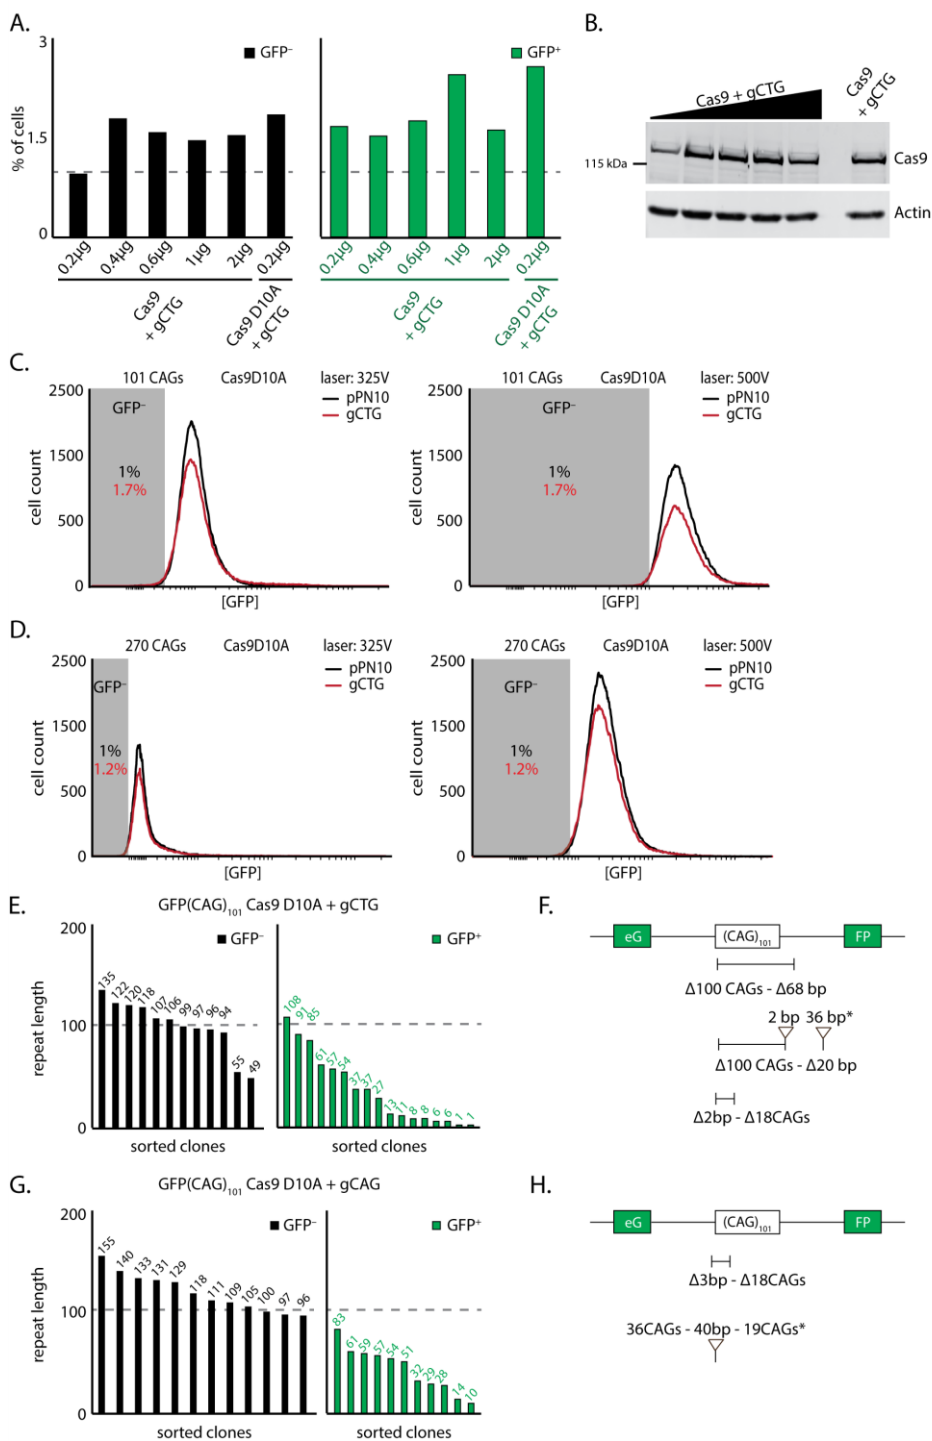 A.
3
1.5
0
% of cells
GFP⁻
GFP⁺
0.2µg
0.4µg
0.6µg
1µg
2µg
0.2µg
Cas9
+ gCTG
Cas9 D10A
+ gCTG
0.2µg
0.4µg
0.6µg
1µg
2µg
0.2µg
Cas9
+ gCTG
Cas9 D10A
+ gCTG
B.
Cas9 + gCTG
Cas9
+ gCTG
115 kDa
Cas9
Actin
C.
101 CAGs Cas9D10A laser: 325V
2500
1500
500
0
cell count
GFP⁻
1%
1.7%
pPN10
gCTG
[GFP]
101 CAGs Cas9D10A laser: 500V
2500
1500
500
0
cell count
GFP⁻
1%
1.7%
pPN10
gCTG
[GFP]
D.
270 CAGs Cas9D10A laser: 325V
2500
1500
500
0
cell count
GFP⁻
1%
1.2%
pPN10
gCTG
[GFP]
270 CAGs Cas9D10A laser: 500V
2500
1500
500
0
cell count
GFP⁻
1%
1.2%
pPN10
gCTG
[GFP]
E.
GFP(CAG)₁₀₁ Cas9 D10A + gCTG
200
100
0
repeat length
GFP⁻
135
122
120
118
107
106
99
97
96
94
55
49
sorted clones
GFP⁺
108
91
85
61
57
54
37
37
27
13
11
8
8
6
6
1
1
sorted clones
F.
eG
(CAG)₁₀₁
FP
Δ100 CAGs - Δ68 bp
2 bp 36 bp*
Δ100 CAGs - Δ20 bp
Δ2bp - Δ18CAGs
G.
GFP(CAG)₁₀₁ Cas9 D10A + gCAG
200
100
0
repeat length
GFP⁻
155
140
133
131
129
118
111
109
105
100
97
96
sorted clones
GFP⁺
83
61
59
57
54
51
32
29
28
14
10
sorted clones
H.
eG
(CAG)₁₀₁
FP
Δ3bp - Δ18CAGs
36CAGs - 40bp - 19CAGs*